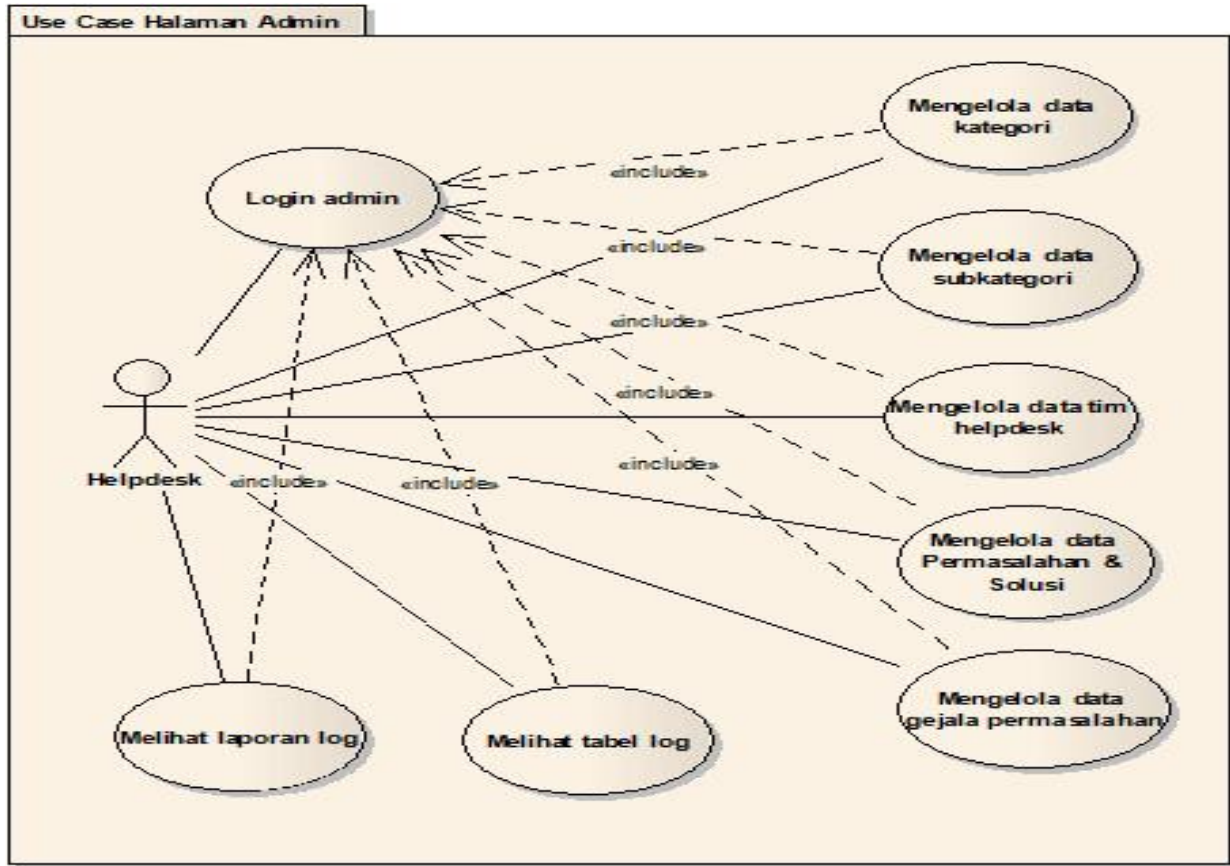 Use Case Halaman Admin
Mengelola data
kategori
«include»
Login admin
«include»
Mengelola data
subkategori
«include»
«include»
Mengelola data tim
helpdesk
«include»
Helpdesk
«include»
«include»
Mengelola data
Permasalahan &
Solusi
Mengelola data
gejala permasalahan
Melihat laporan log
Melihat tabel log